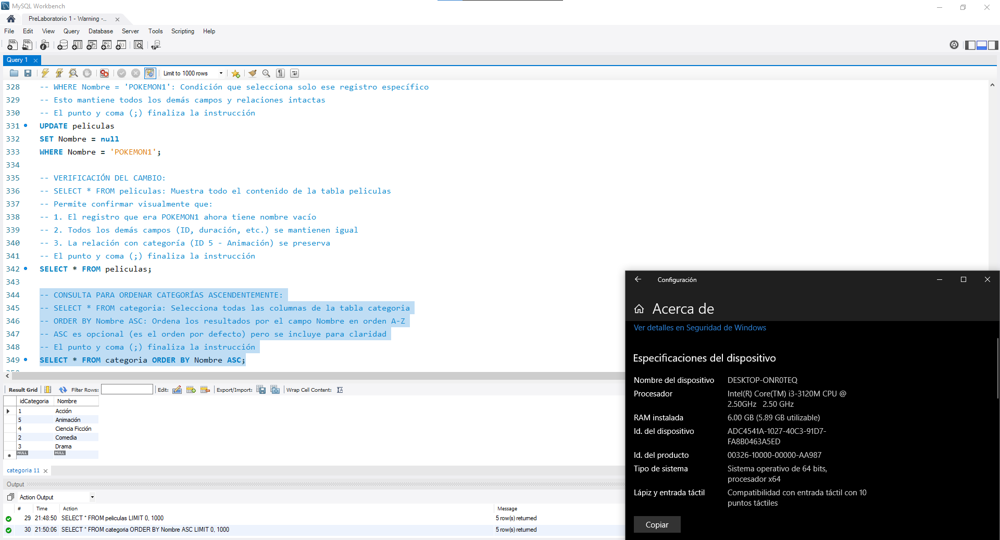 MySQL Workbench
PreLaboratorio 1 - Warning -...
File Edit View Query Database Server Tools Scripting Help
Query 1
Limit to 1000 rows
328 -- WHERE Nombre = 'POKEMON1': Condición que selecciona solo ese registro específico
329 -- Esto mantiene todos los demás campos y relaciones intactas
330 -- El punto y coma (;) finaliza la instrucción
331 UPDATE peliculas
332 SET Nombre = null
333 WHERE Nombre = 'POKEMON1';
334
335 -- VERIFICACIÓN DEL CAMBIO:
336 -- SELECT * FROM peliculas: Muestra todo el contenido de la tabla peliculas
337 -- Permite confirmar visualmente que:
338 -- 1. El registro que era POKEMON1 ahora tiene nombre vacío
339 -- 2. Todos los demás campos (ID, duración, etc.) se mantienen igual
340 -- 3. La relación con categoría (ID 5 - Animación) se preserva
341 -- El punto y coma (;) finaliza la instrucción
342 SELECT * FROM peliculas;
343
344 -- CONSULTA PARA ORDENAR CATEGORÍAS ASCENDENTEMENTE:
345 -- SELECT * FROM categoria: Selecciona todas las columnas de la tabla categoria
346 -- ORDER BY Nombre ASC: Ordena los resultados por el campo Nombre en orden A-Z
347 -- ASC es opcional (es el orden por defecto) pero se incluye para claridad
348 -- El punto y coma (;) finaliza la instrucción
349 SELECT * FROM categoria ORDER BY Nombre ASC;
Result Grid Filter Rows: Edit: Export/Import: Wrap Cell Content:
idCategoria Nombre
1 Acción
5 Animación
4 Ciencia Ficción
2 Comedia
3 Drama
NULL NULL
categoria 11
Output
Action Output
# Time Action Message
29 21:48:50 SELECT * FROM peliculas LIMIT 0, 1000 5 row(s) returned
30 21:50:06 SELECT * FROM categoria ORDER BY Nombre ASC LIMIT 0, 1000 5 row(s) returned
Configuración
Acerca de
Ver detalles en Seguridad de Windows
Especificaciones del dispositivo
Nombre del dispositivo DESKTOP-ONR0TEQ
Procesador Intel(R) Core(TM) i3-3120M CPU @
2.50GHz 2.50 GHz
RAM instalada 6.00 GB (5.89 GB utilizable)
Id. del dispositivo ADC4541A-1027-40C3-91D7-
FA8B0463A5ED
Id. del producto 00326-10000-00000-AA987
Tipo de sistema Sistema operativo de 64 bits,
procesador x64
Lápiz y entrada táctil Compatibilidad con entrada táctil con 10
puntos táctiles
Copiar